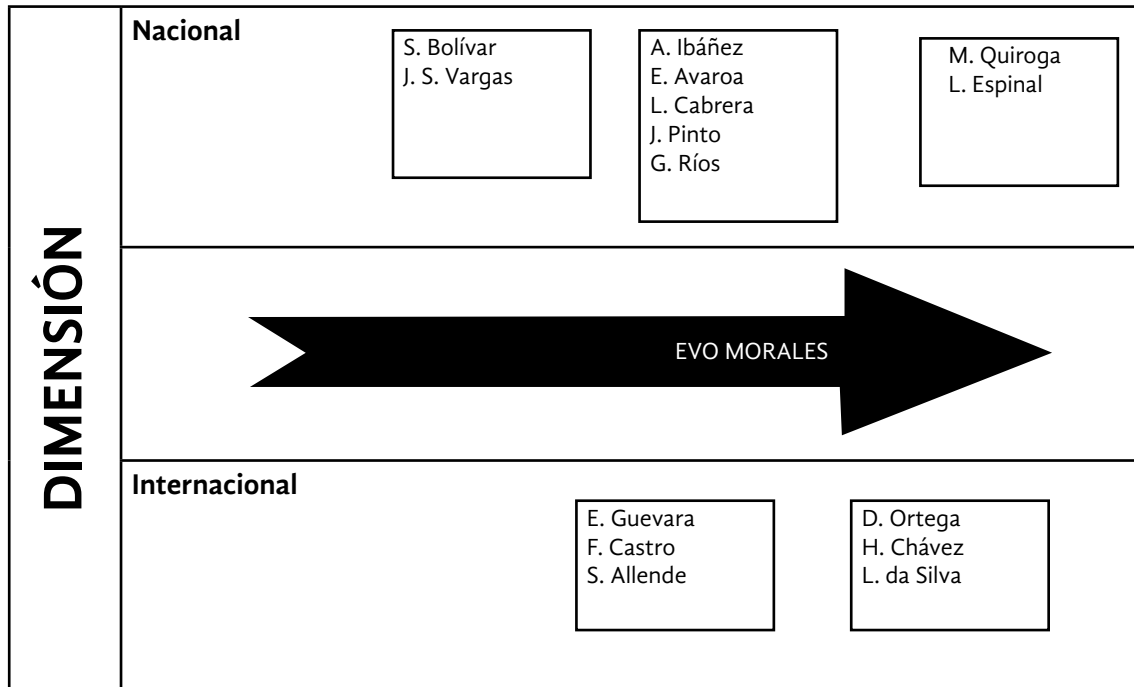 DIMENSIÓN
Nacional
S. Bolívar
J. S. Vargas
A. Ibáñez
E. Avaroa
L. Cabrera
J. Pinto
G. Ríos
M. Quiroga
L. Espinal
EVO MORALES
Internacional
E. Guevara
F. Castro
S. Allende
D. Ortega
H. Chávez
L. da Silva